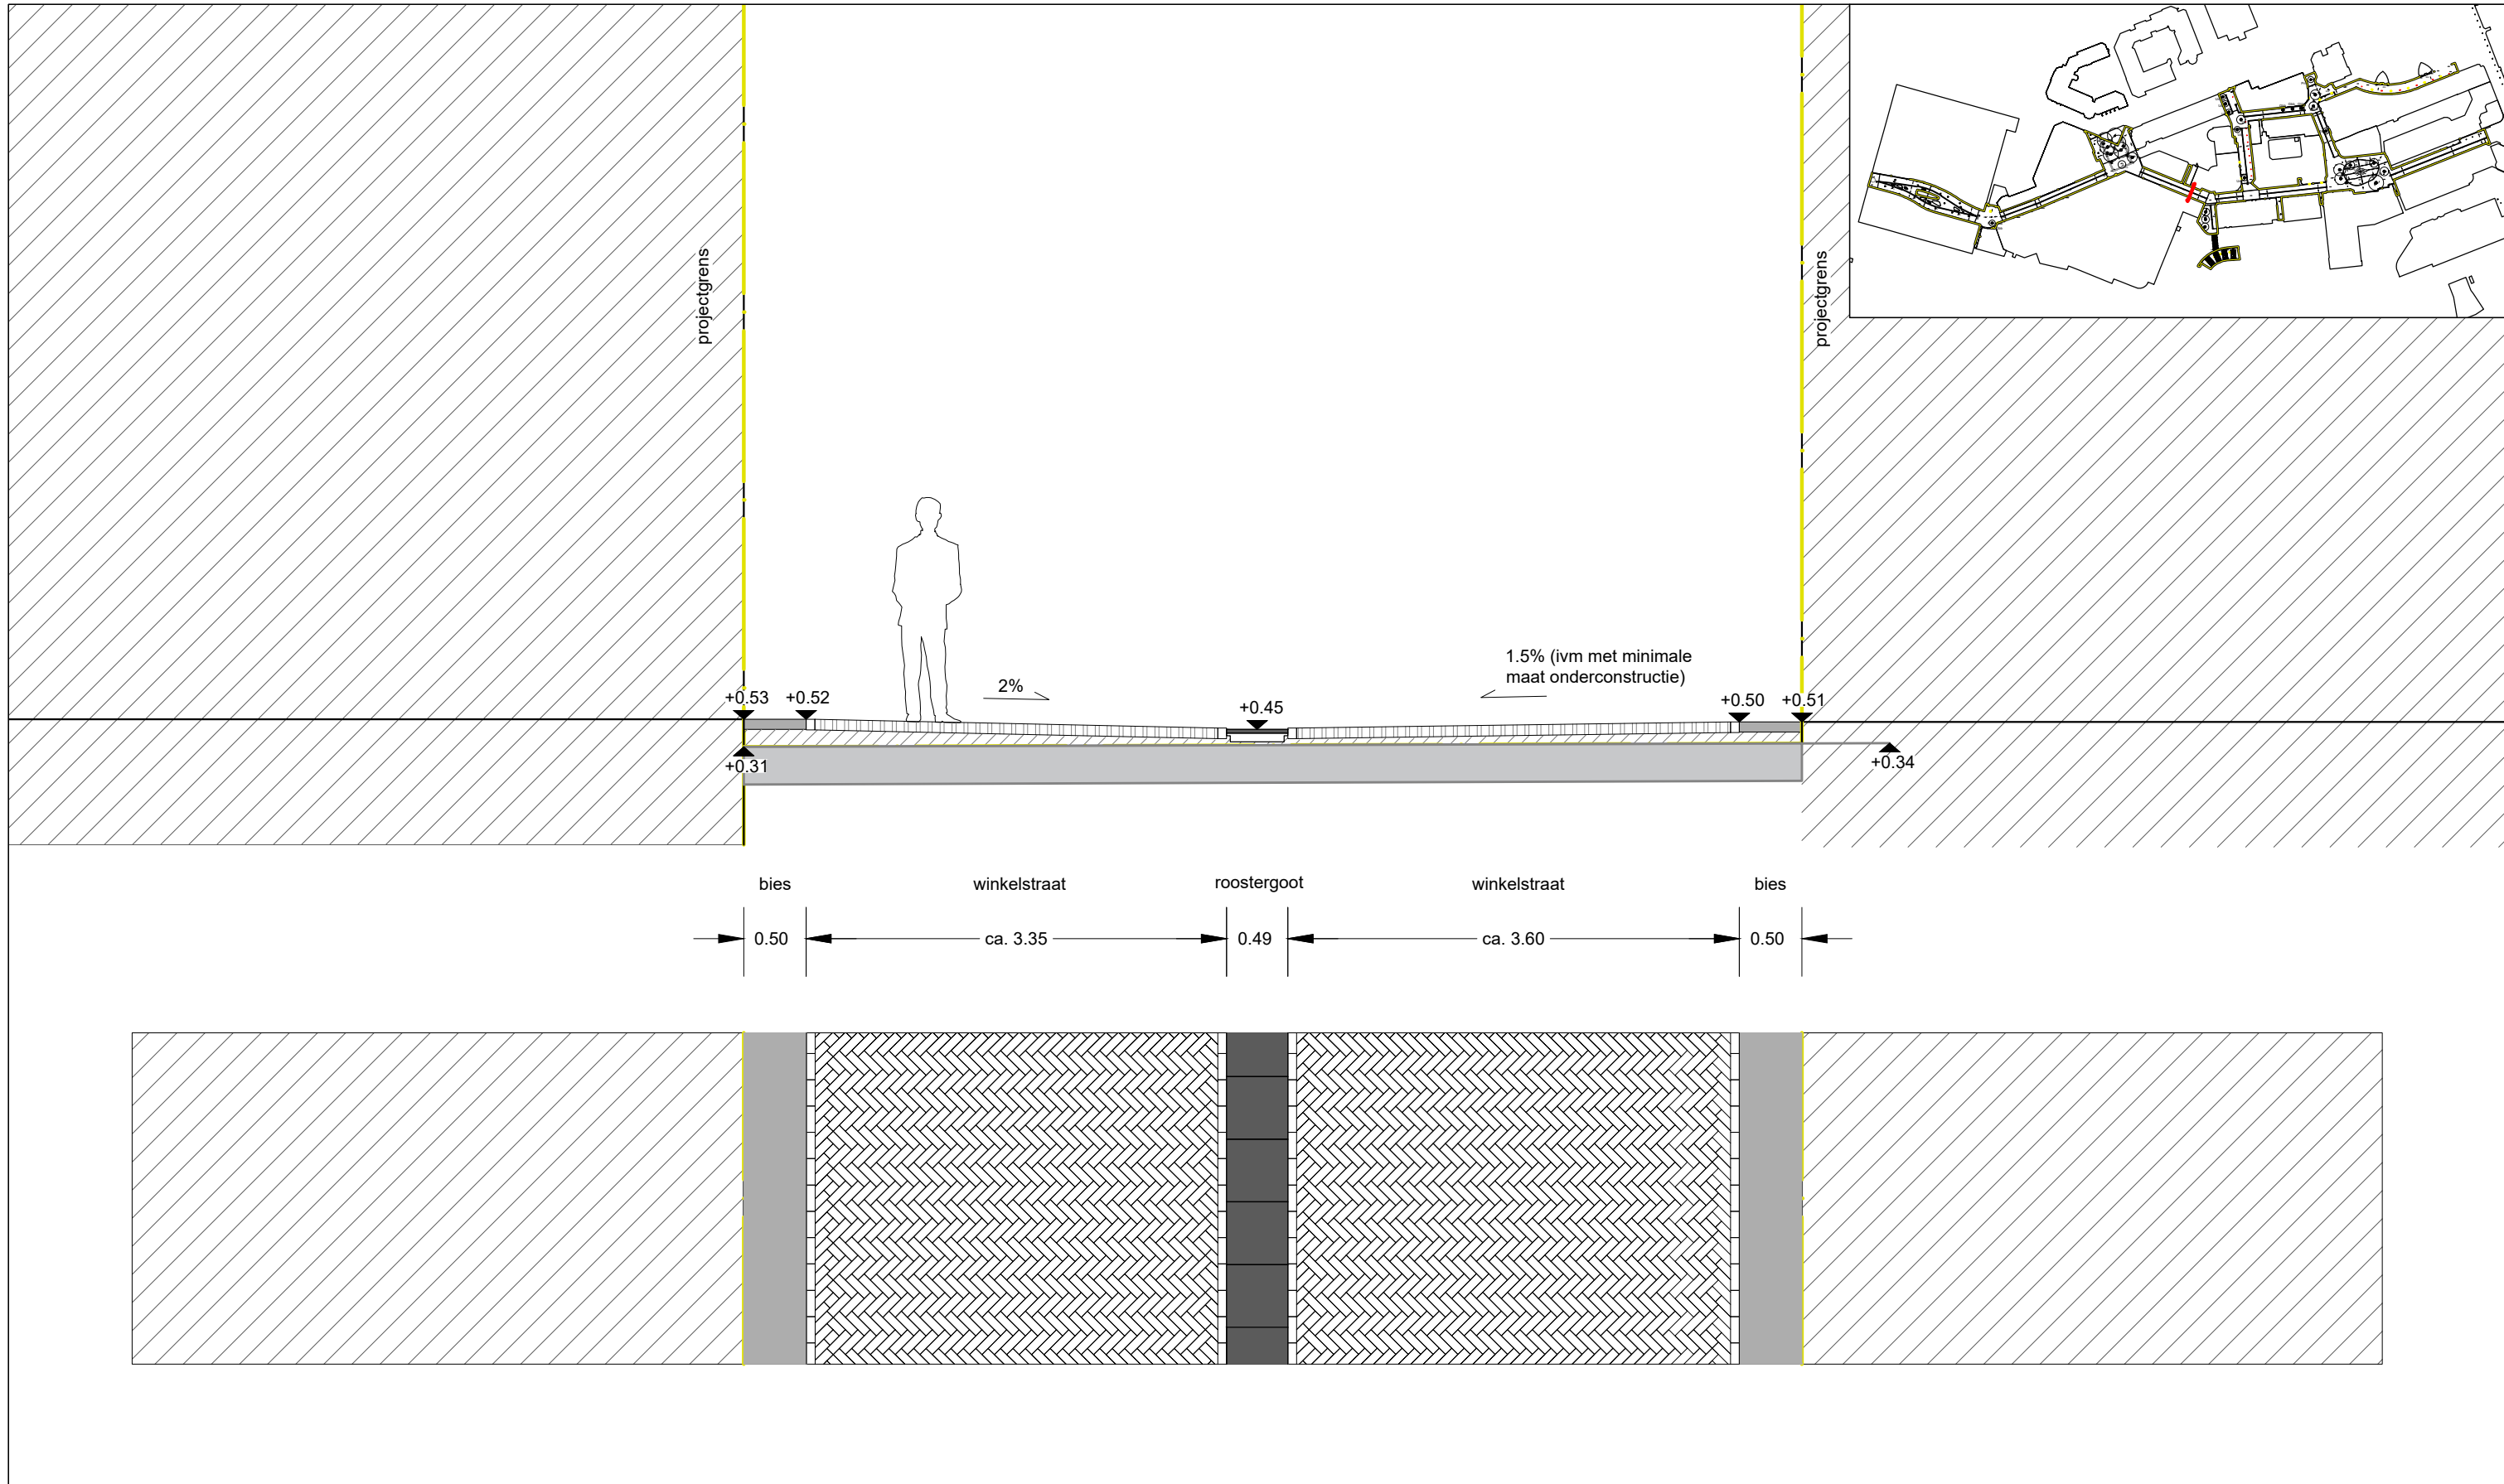 projectgrens
projectgrens
1.5% (ivm met minimale
maat onderconstructie)
2%
+0.53
+0.52
+0.45
+0.50
+0.51
+0.31
+0.34
bies
winkelstraat
roostergoot
winkelstraat
bies
0.50
ca. 3.35
0.49
ca. 3.60
0.50